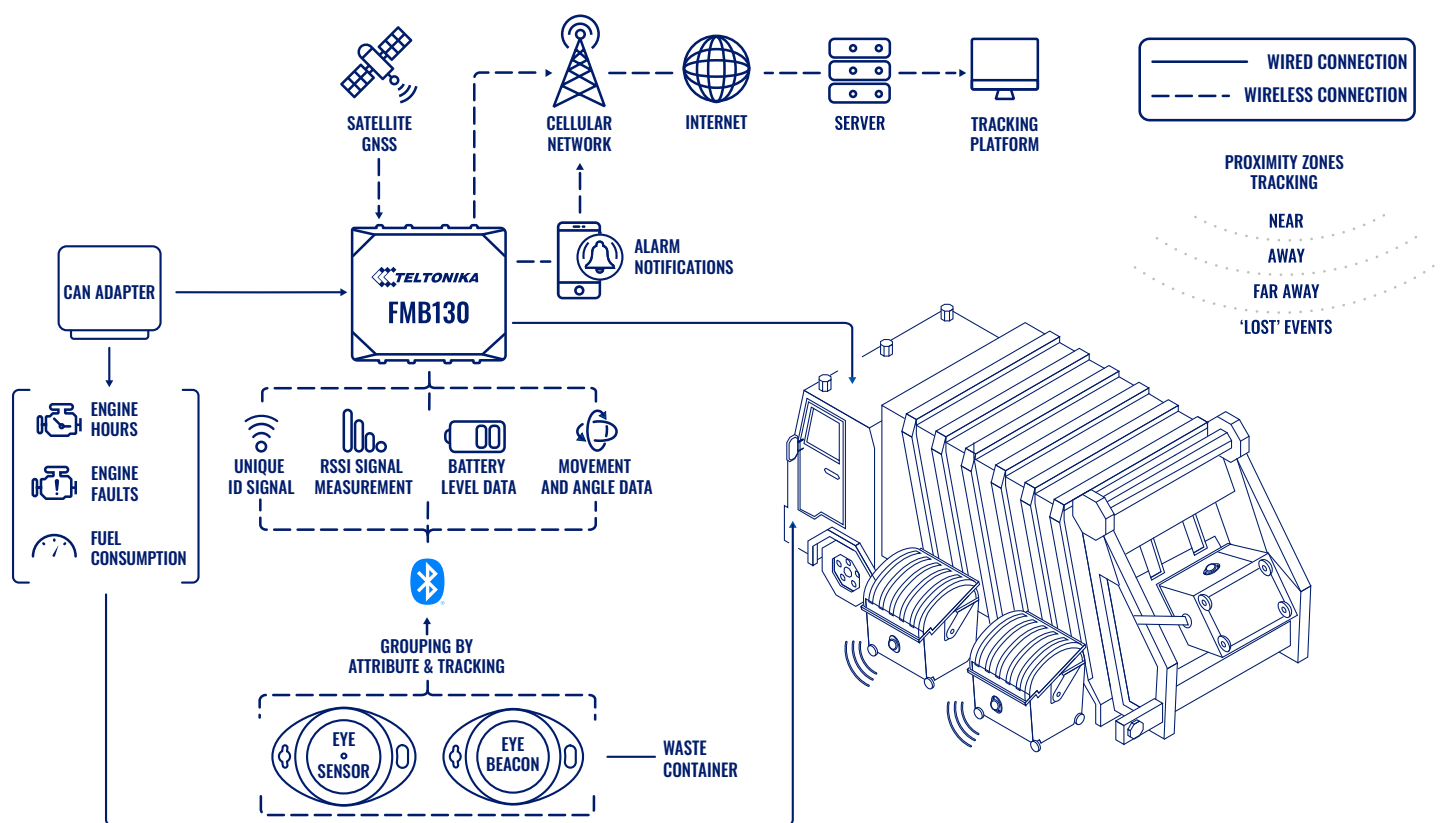 SATELLITE
GNSS
CELLULAR
NETWORK
INTERNET
SERVER
TRACKING
PLATFORM
WIRED CONNECTION
WIRELESS CONNECTION
PROXIMITY ZONES
TRACKING
NEAR
AWAY
FAR AWAY
‘LOST’ EVENTS
CAN ADAPTER
TELTONIKA
FMB130
ALARM
NOTIFICATIONS
ENGINE
HOURS
ENGINE
FAULTS
FUEL
CONSUMPTION
UNIQUE
ID SIGNAL
RSSI SIGNAL
MEASUREMENT
BATTERY
LEVEL DATA
MOVEMENT
AND ANGLE DATA
GROUPING BY
ATTRIBUTE & TRACKING
EYE
SENSOR
EYE
BEACON
WASTE
CONTAINER